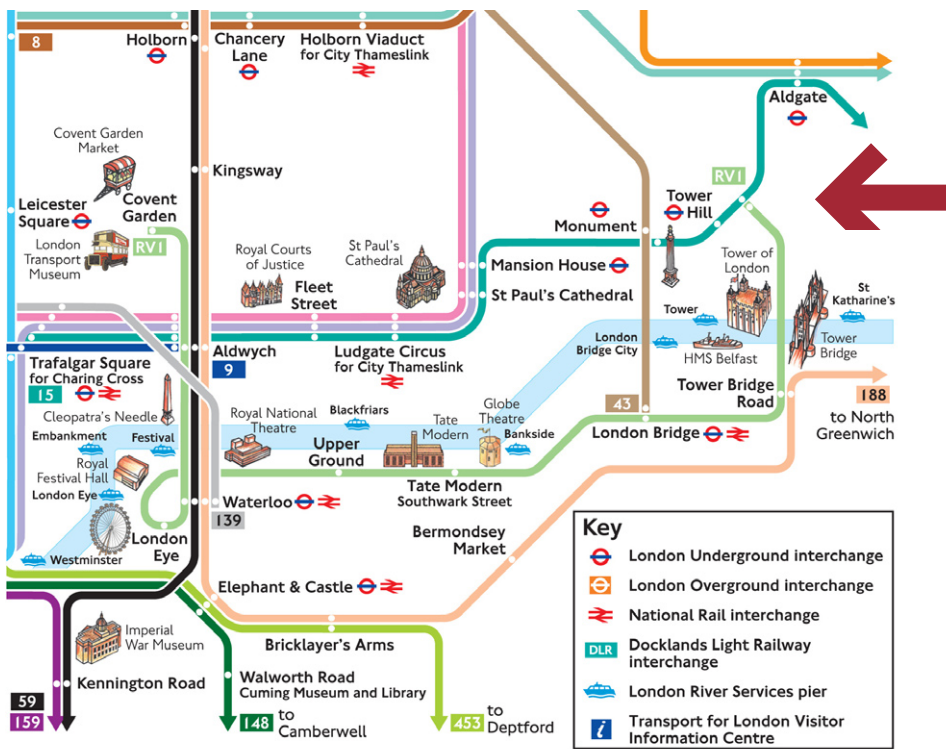 8
Holborn
Chancery
Lane
Holborn Viaduct
for City Thameslink
Aldgate
Covent Garden
Market
Kingsway
RV1
Leicester
Square
Covent
Garden
Tower
Hill
Monument
London
Transport
Museum
RV1
Royal Courts
of Justice
St Paul's
Cathedral
Fleet
Street
Mansion House
Tower of
London
St
Katharine's
St Paul's Cathedral
Tower
Trafalgar Square
for Charing Cross
15
Aldwych
9
Ludgate Circus
for City Thameslink
London
Bridge City
HMS Belfast
Tower
Bridge
Cleopatra's Needle
Tower Bridge
Road
188
to North
Greenwich
Embankment
Festival
Royal National
Theatre
Blackfriars
Upper
Ground
Tate
Modern
Globe
Theatre
Bankside
43
London Bridge
Royal
Festival Hall
London Eye
Waterloo
139
Tate Modern
Southwark Street
London
Eye
Westminster
Bermondsey
Market
Elephant & Castle
Imperial
War Museum
Bricklayer's Arms
Kennington Road
Walworth Road
Cuming Museum and Library
59
159
148
to
Camberwell
453
to
Deptford
Key
London Underground interchange
London Overground interchange
National Rail interchange
DLR
Docklands Light Railway
interchange
London River Services pier
i
Transport for London Visitor
Information Centre